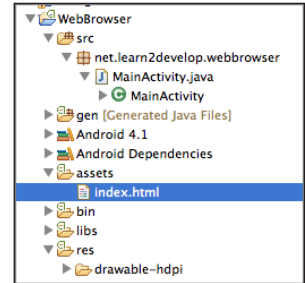 WebBrowser
src
net.learn2develop.webbrowser
J MainActivity.java
C MainActivity
gen [Generated Java Files]
Android 4.1
Android Dependencies
assets
index.html
bin
libs
res
drawable-hdpi